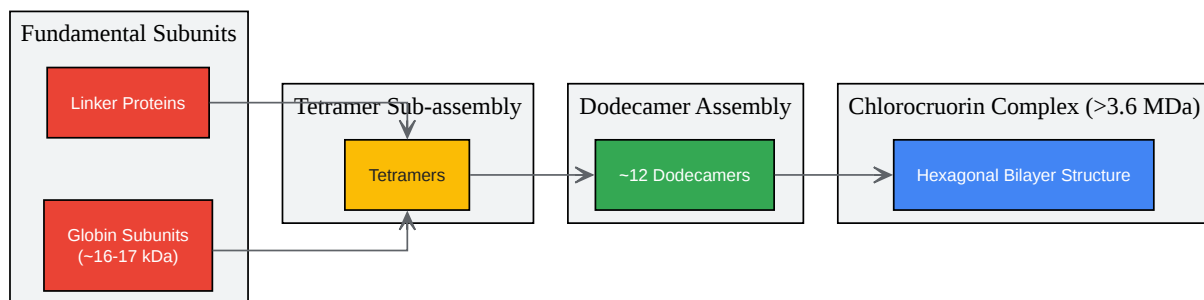 Fundamental Subunits
Linker Proteins
Globin Subunits
(~16-17 kDa)
Tetramer Sub-assembly
Tetramers
Dodecamer Assembly
~12 Dodecamers
Chlorocruorin Complex (>3.6 MDa)
Hexagonal Bilayer Structure